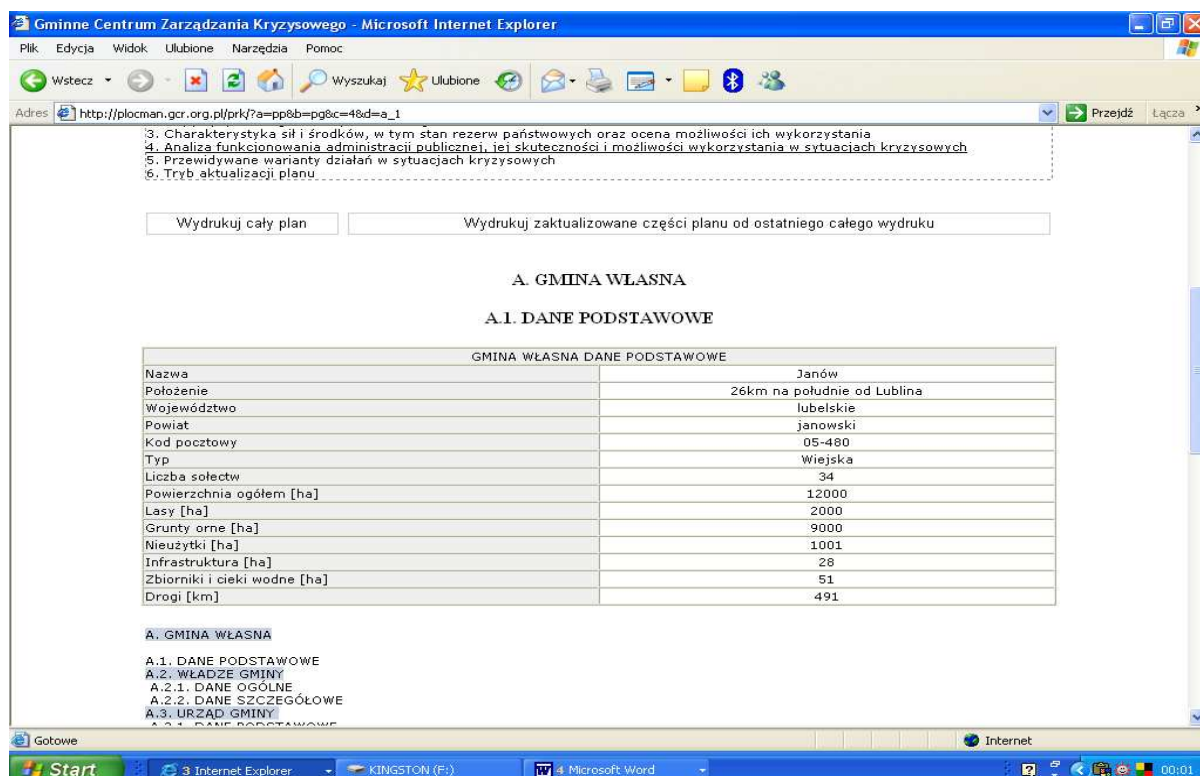 Gminne Centrum Zarządzania Kryzysowego - Microsoft Internet Explorer
Plik Edycja Widok Ulubione Narzędzia Pomoc
Wstecz Wyszukaj Ulubione
Adres http://plocman.gcr.org.pl/prk/?a=pp&b=pg&c=4&d=a_1 Przejdź Łącza »
3. Charakterystyka sił i środków, w tym stan rezerw państwowych oraz ocena możliwości ich wykorzystania
4. Analiza funkcjonowania administracji publicznej, jej skuteczności i możliwości wykorzystania w sytuacjach kryzysowych
5. Przewidywane warianty działań w sytuacjach kryzysowych
6. Tryb aktualizacji planu
Wydrukuj cały plan Wydrukuj zaktualizowane części planu od ostatniego całego wydruku
A. GMINA WŁASNA
A.1. DANE PODSTAWOWE
GMINA WŁASNA DANE PODSTAWOWE
Nazwa Janów
Położenie 26km na południe od Lublina
Województwo lubelskie
Powiat janowski
Kod pocztowy 05-480
Typ Wiejska
Liczba sołectw 34
Powierzchnia ogółem [ha] 12000
Lasy [ha] 2000
Grunty orne [ha] 9000
Nieużytki [ha] 1001
Infrastruktura [ha] 28
Zbiorniki i cieki wodne [ha] 51
Drogi [km] 491
A. GMINA WŁASNA
A.1. DANE PODSTAWOWE
A.2. WŁADZE GMINY
A.2.1. DANE OGÓLNE
A.2.2. DANE SZCZEGÓŁOWE
A.3. URZĄD GMINY
A.3.1. DANE PODSTAWOWE
Gotowe Internet
Start 3 Internet Explorer KINGSTON (F:) 4 Microsoft Word 00:01